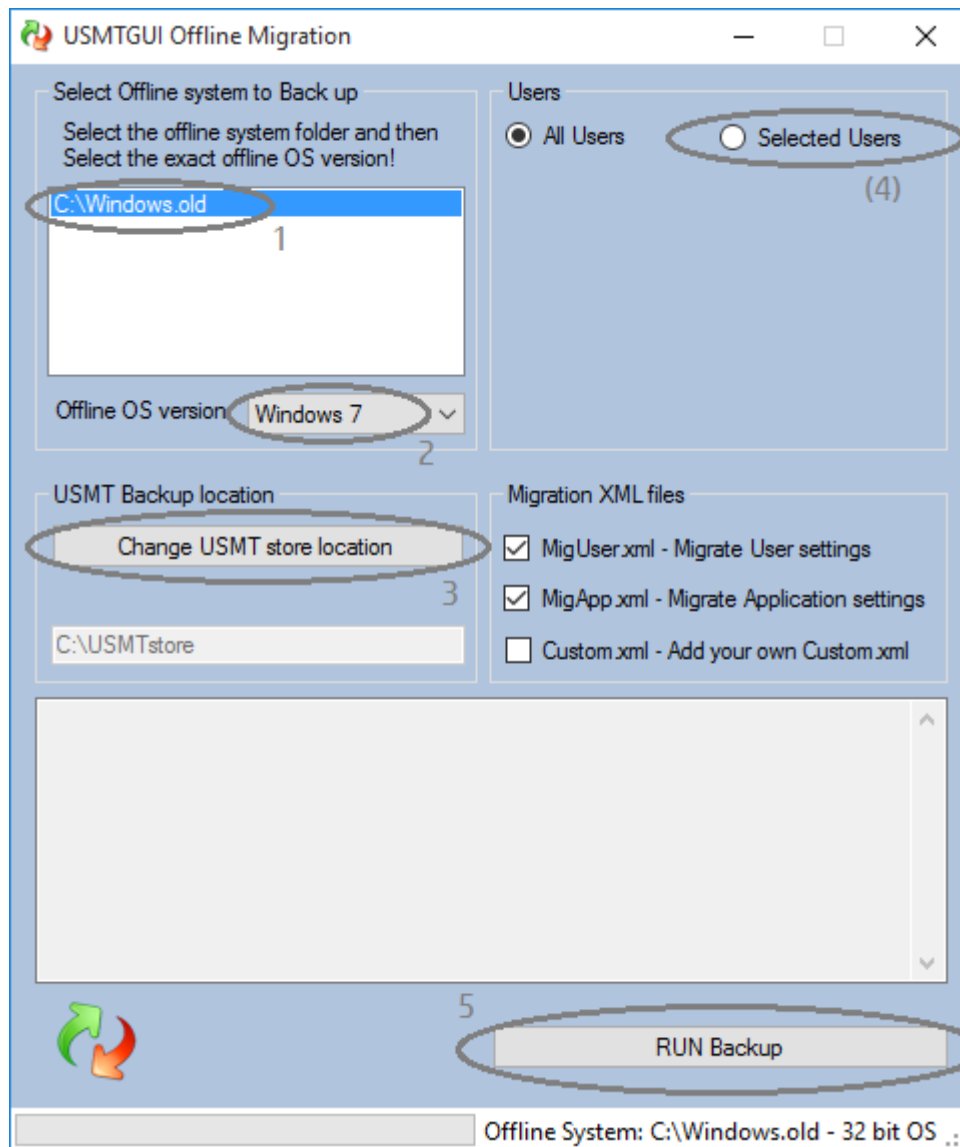 USMTGUI Offline Migration
Select Offline system to Back up
Select the offline system folder and then
Select the exact offline OS version!
C:\Windows.old
1
Offline OS version
Windows 7
2
Users
All Users
Selected Users
(4)
USMT Backup location
Change USMT store location
3
C:\USMTstore
Migration XML files
MigUser.xml - Migrate User settings
MigApp.xml - Migrate Application settings
Custom.xml - Add your own Custom.xml
5
RUN Backup
Offline System: C:\Windows.old - 32 bit OS